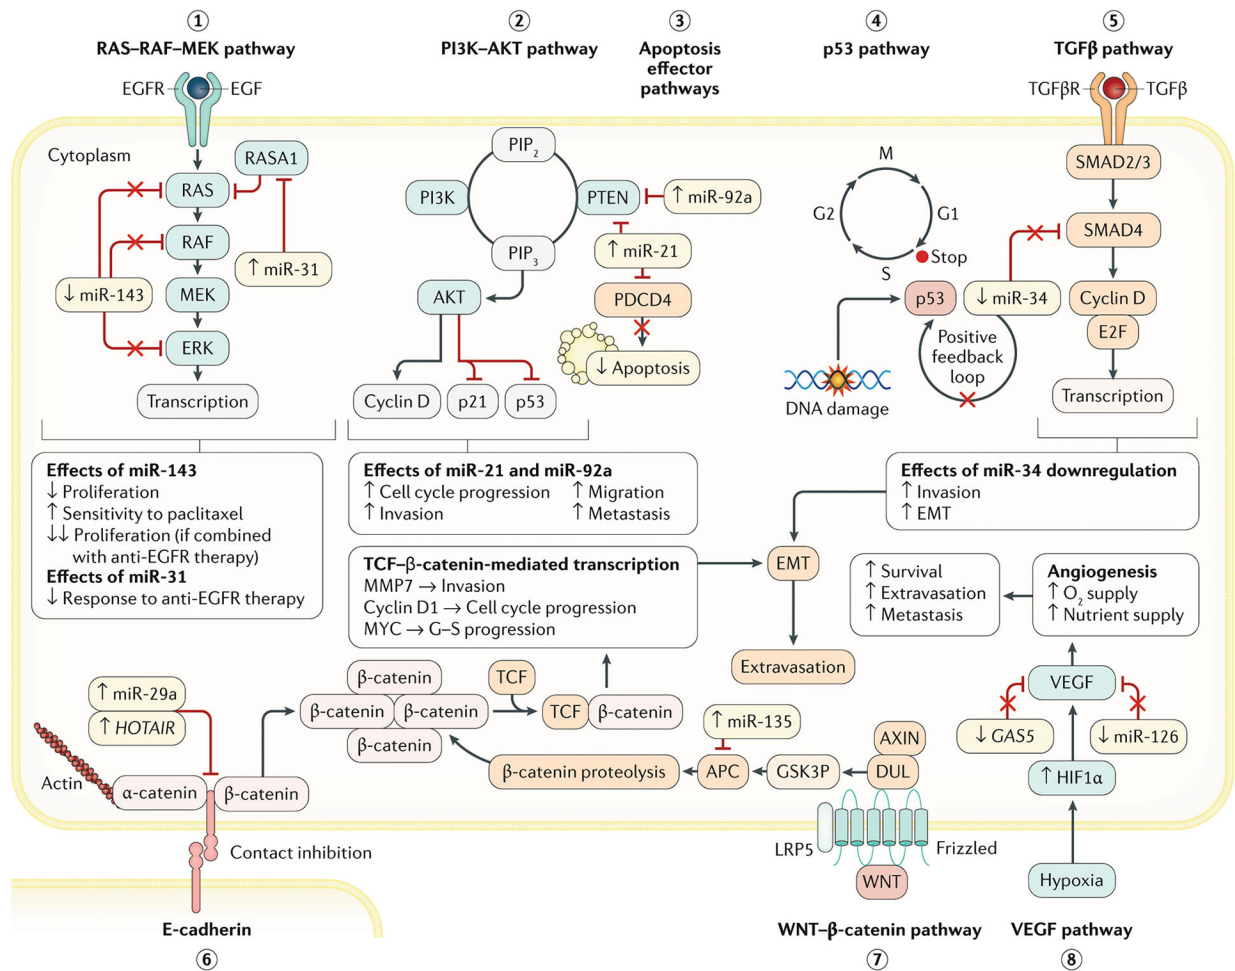 ①
RAS–RAF–MEK pathway
②
PI3K–AKT pathway
③
Apoptosis
effector
pathways
④
p53 pathway
⑤
TGFβ pathway
EGFR
EGF
TGFβR
TGFβ
Cytoplasm
RASA1
RAS
RAF
MEK
ERK
Transcription
↓ miR-143
↑ miR-31
PIP2
PI3K
PTEN
↑ miR-92a
PIP3
↑ miR-21
AKT
PDCD4
↓ Apoptosis
Cyclin D
p21
p53
M
G2
G1
S
Stop
p53
↓ miR-34
Positive
feedback
loop
DNA damage
SMAD2/3
SMAD4
Cyclin D
E2F
Transcription
Effects of miR-143
↓ Proliferation
↑ Sensitivity to paclitaxel
↓↓ Proliferation (if combined
with anti-EGFR therapy)
Effects of miR-31
↓ Response to anti-EGFR therapy
Effects of miR-21 and miR-92a
↑ Cell cycle progression
↑ Migration
↑ Invasion
↑ Metastasis
Effects of miR-34 downregulation
↑ Invasion
↑ EMT
TCF–β-catenin-mediated transcription
MMP7 → Invasion
Cyclin D1 → Cell cycle progression
MYC → G–S progression
EMT
Extravasation
↑ Survival
↑ Extravasation
↑ Metastasis
Angiogenesis
↑ O2 supply
↑ Nutrient supply
↑ miR-29a
↑ HOTAIR
Actin
α-catenin
β-catenin
Contact inhibition
E-cadherin
⑥
β-catenin
β-catenin
β-catenin
β-catenin
TCF
TCF
β-catenin
↑ miR-135
β-catenin proteolysis
APC
GSK3P
AXIN
DUL
LRP5
Frizzled
WNT
WNT–β-catenin pathway
⑦
VEGF
↓ GAS5
↓ miR-126
↑ HIF1α
Hypoxia
VEGF pathway
⑧